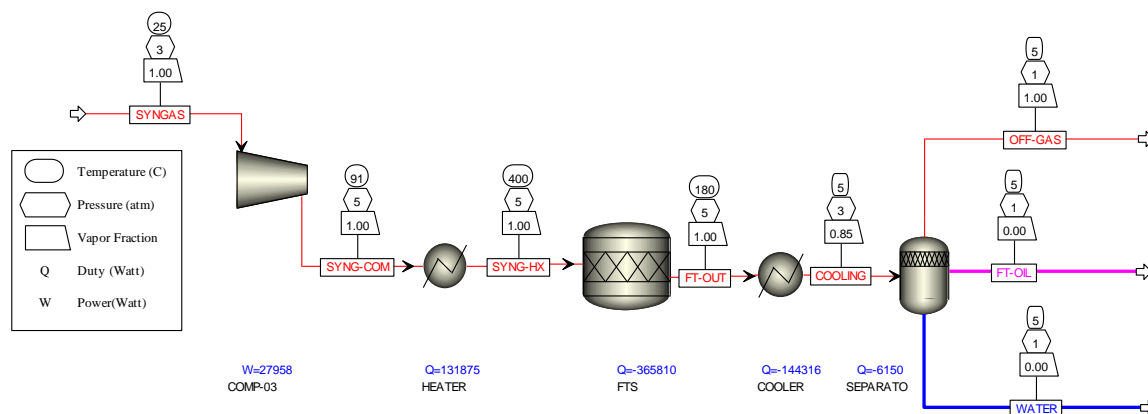 25
3
1.00
SYNGAS
Temperature (C)
Pressure (atm)
Vapor Fraction
Q Duty (Watt)
W Power(Watt)
91
5
1.00
SYNG-COM
400
5
1.00
SYNG-HX
180
5
1.00
FT-OUT
5
3
0.85
COOLING
5
1
1.00
OFF-GAS
5
1
0.00
FT-OIL
5
1
0.00
WATER
W=27958
COMP-03
Q=131875
HEATER
Q=-365810
FTS
Q=-144316
COOLER
Q=-6150
SEPARATO